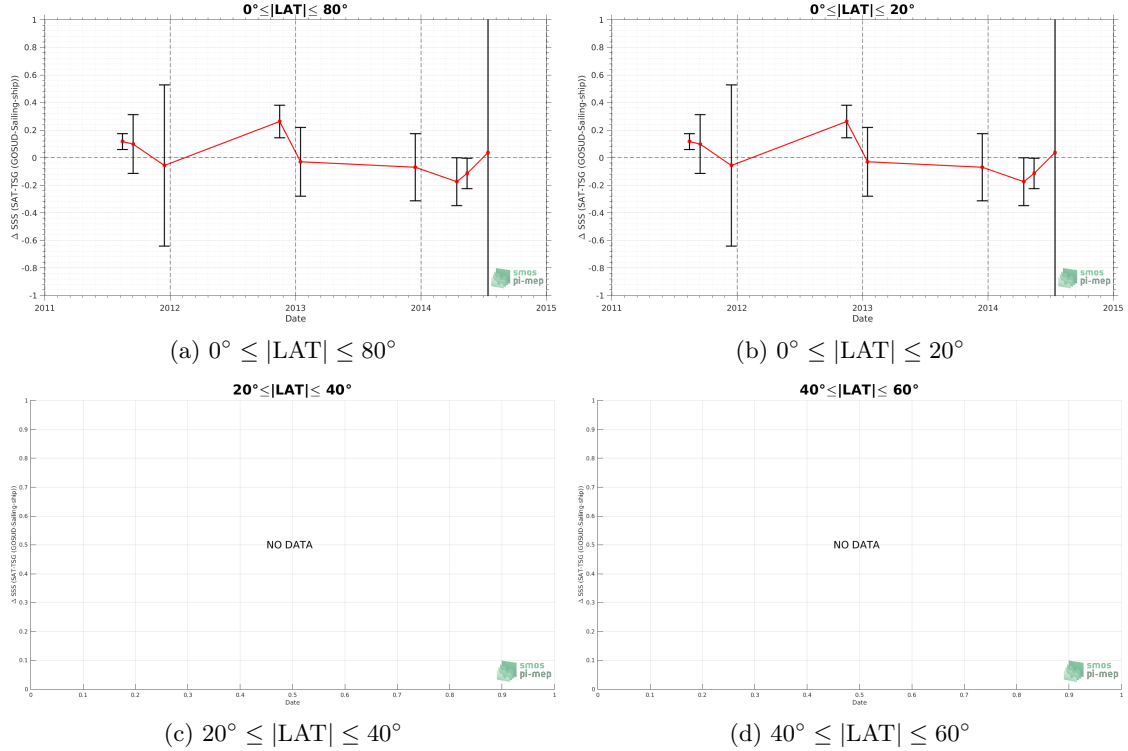 0°≤|LAT|≤ 80°
1
0.8
0.6
0.4
0.2
0
-0.2
-0.4
-0.6
-0.8
-1
Δ SSS (SAT-TSG (GOSUD-Sailing-ship))
2011 2012 2013 2014 2015
Date
smos
pi-mep
(a) 0° ≤ |LAT| ≤ 80°
0°≤|LAT|≤ 20°
1
0.8
0.6
0.4
0.2
0
-0.2
-0.4
-0.6
-0.8
-1
Δ SSS (SAT-TSG (GOSUD-Sailing-ship))
2011 2012 2013 2014 2015
Date
smos
pi-mep
(b) 0° ≤ |LAT| ≤ 20°
20°≤|LAT|≤ 40°
1
0.9
0.8
0.7
0.6
0.5
0.4
0.3
0.2
0.1
0
Δ SSS (SAT-TSG (GOSUD-Sailing-ship))
NO DATA
0 0.1 0.2 0.3 0.4 0.5 0.6 0.7 0.8 0.9 1
Date
smos
pi-mep
(c) 20° ≤ |LAT| ≤ 40°
40°≤|LAT|≤ 60°
1
0.9
0.8
0.7
0.6
0.5
0.4
0.3
0.2
0.1
0
Δ SSS (SAT-TSG (GOSUD-Sailing-ship))
NO DATA
0 0.1 0.2 0.3 0.4 0.5 0.6 0.7 0.8 0.9 1
Date
smos
pi-mep
(d) 40° ≤ |LAT| ≤ 60°